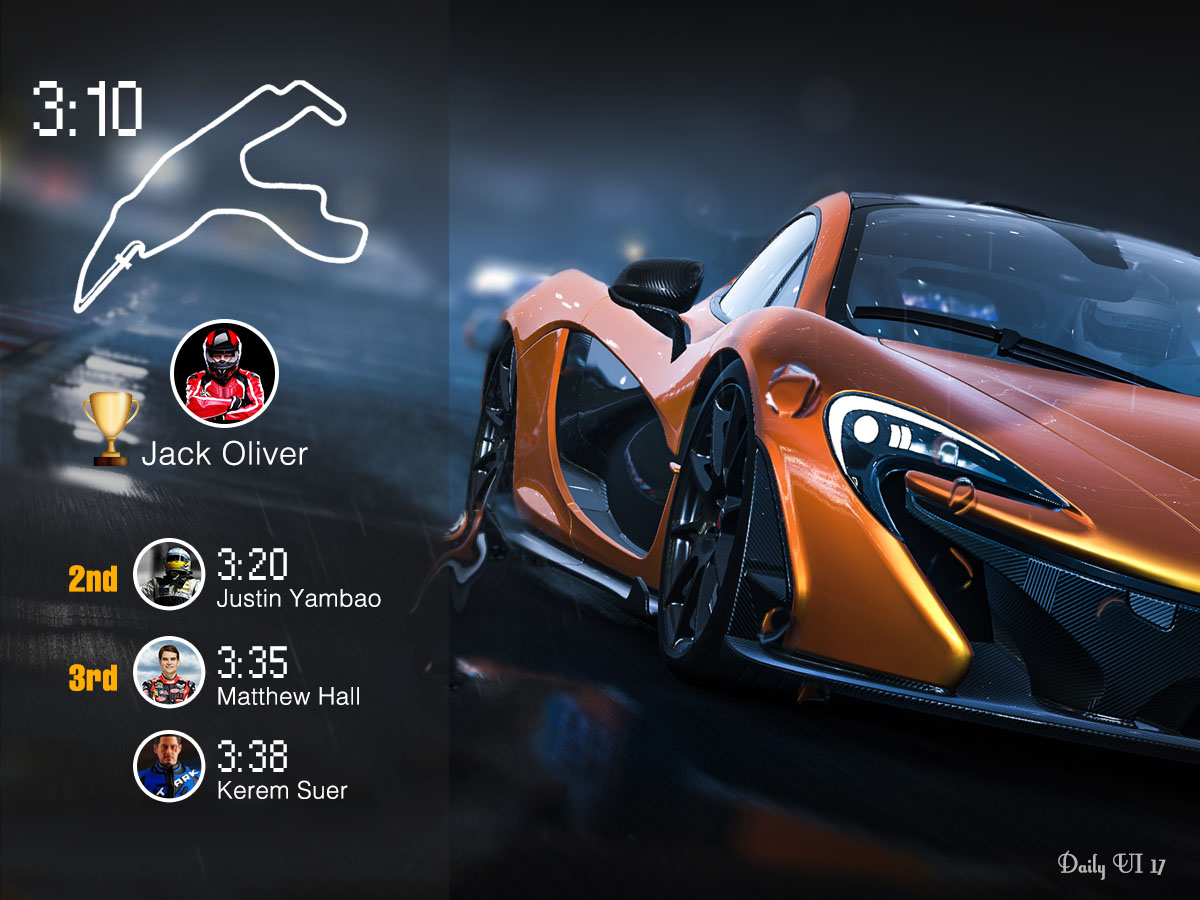 3:10
Jack Oliver
2nd
3:20
Justin Yambao
3rd
3:35
Matthew Hall
3:38
Kerem Suer
Daily UI 17